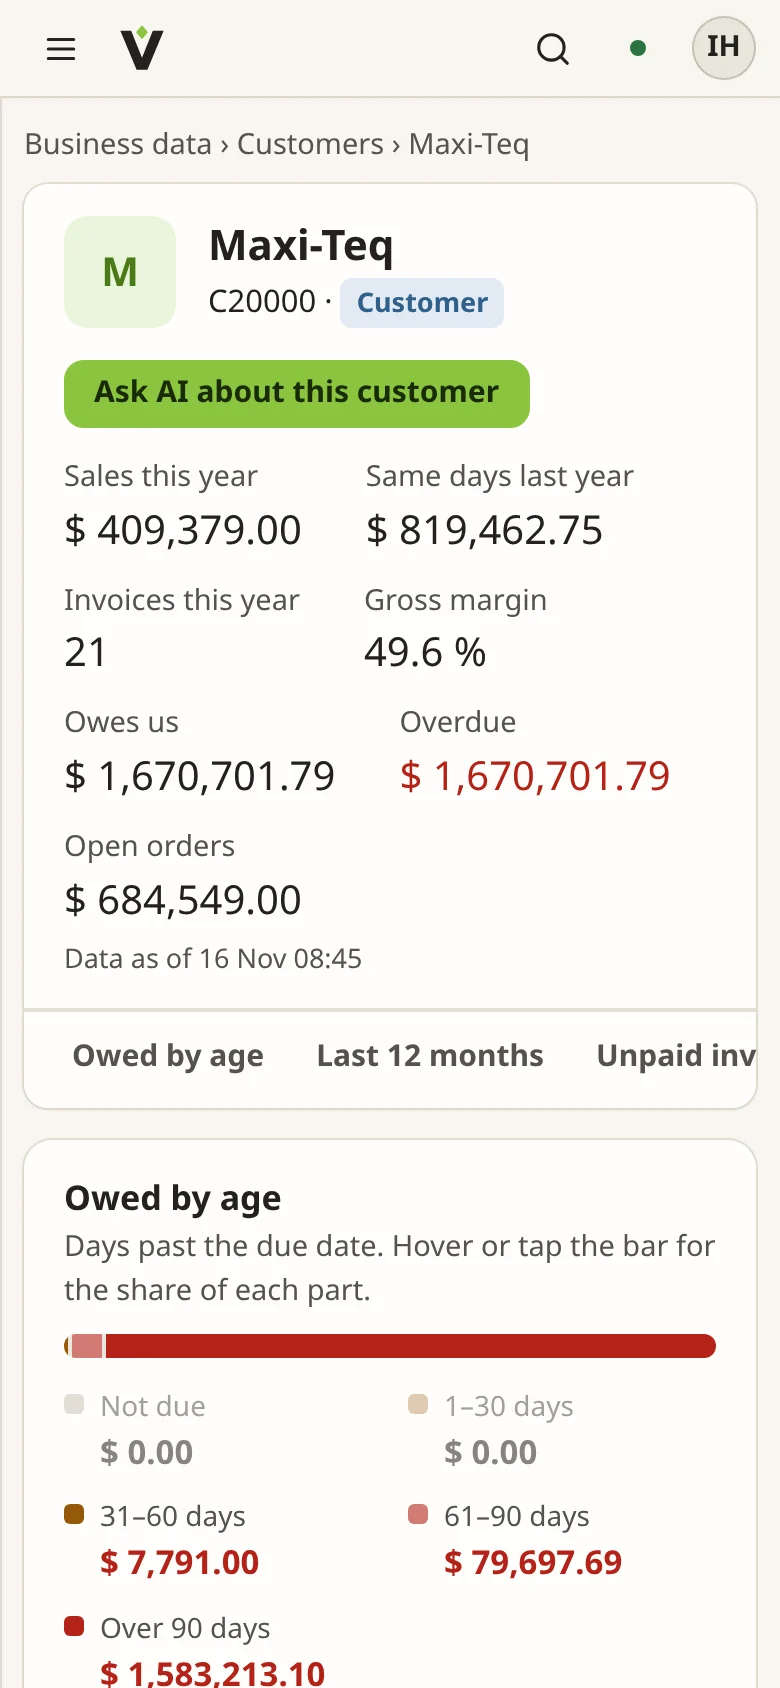 IH
Business data › Customers › Maxi-Teq
M
Maxi-Teq
C20000 · Customer
Ask AI about this customer
Sales this year
Same days last year
$ 409,379.00
$ 819,462.75
Invoices this year
Gross margin
21
49.6 %
Owes us
Overdue
$ 1,670,701.79
$ 1,670,701.79
Open orders
$ 684,549.00
Data as of 16 Nov 08:45
Owed by age
Last 12 months
Unpaid inv
Owed by age
Days past the due date. Hover or tap the bar for
the share of each part.
Not due
1–30 days
$ 0.00
$ 0.00
31–60 days
61–90 days
$ 7,791.00
$ 79,697.69
Over 90 days
$ 1,583,213.10